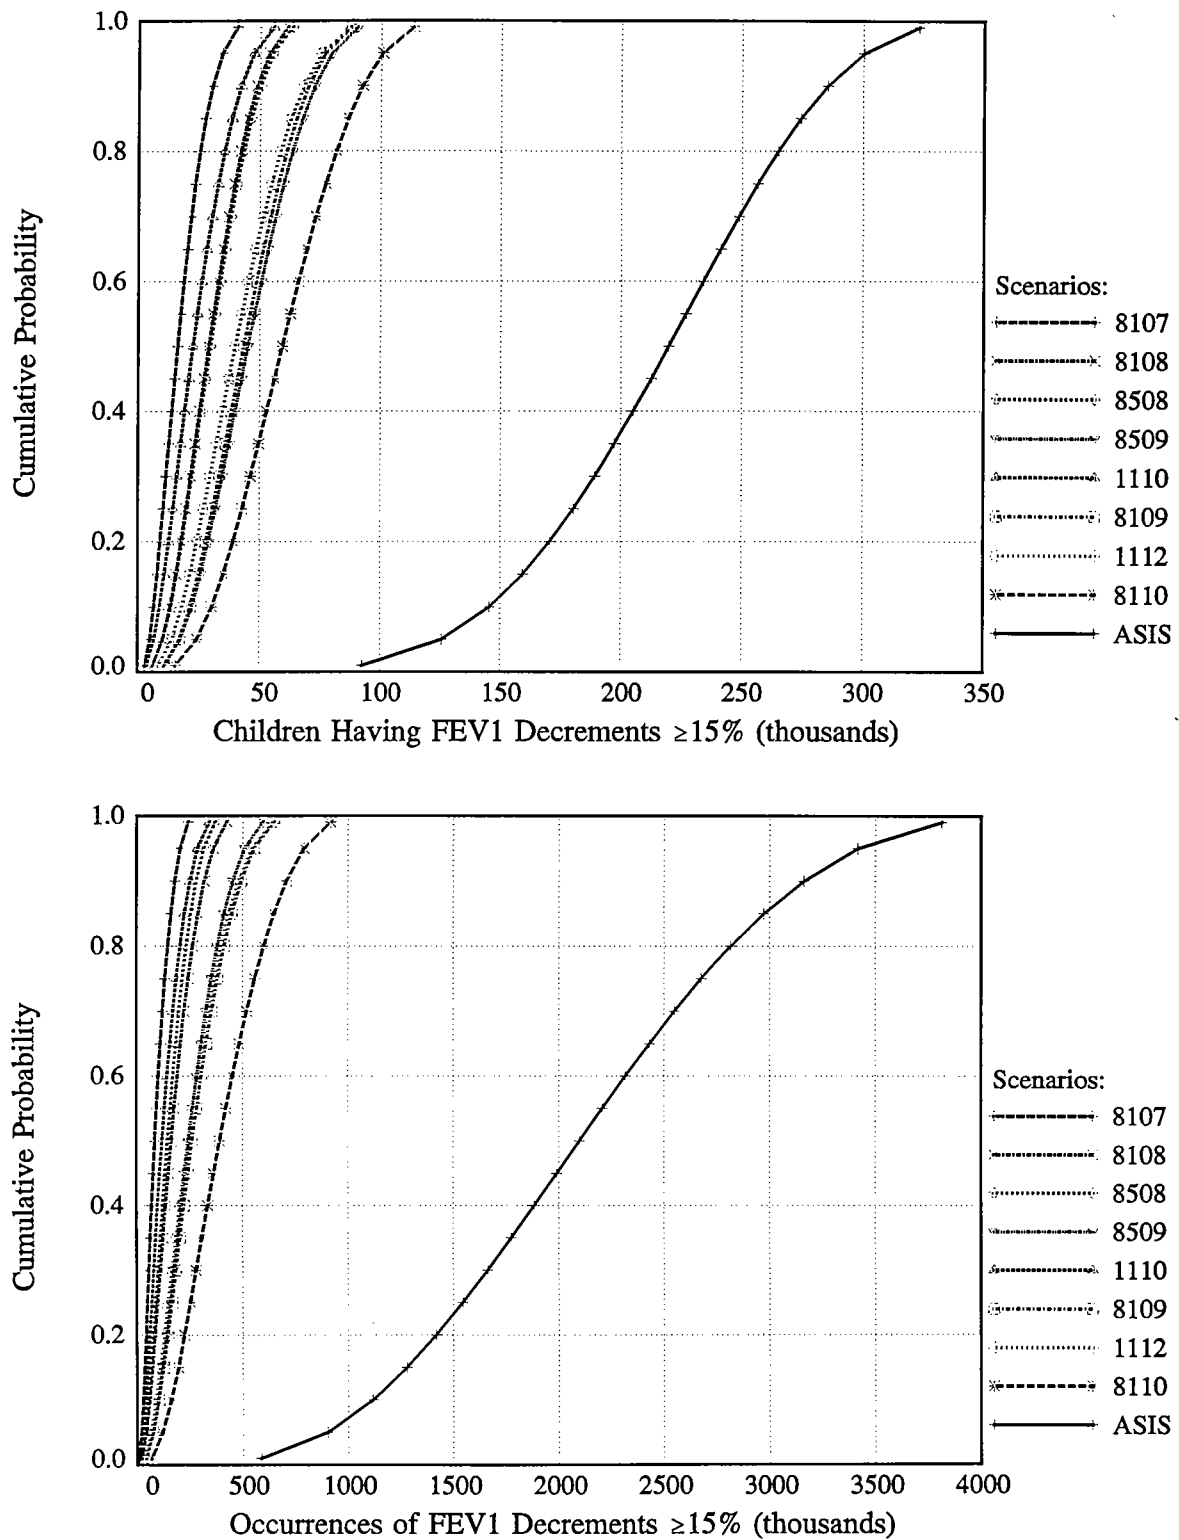 1.0
0.8
0.6
0.4
0.2
0.0
Cumulative Probability
0 50 100 150 200 250 300 350
Children Having FEV1 Decrements ≥15% (thousands)
Scenarios:
8107
8108
8508
8509
1110
8109
1112
8110
ASIS
1.0
0.8
0.6
0.4
0.2
0.0
Cumulative Probability
0 500 1000 1500 2000 2500 3000 3500 4000
Occurrences of FEV1 Decrements ≥15% (thousands)
Scenarios:
8107
8108
8508
8509
1110
8109
1112
8110
ASIS